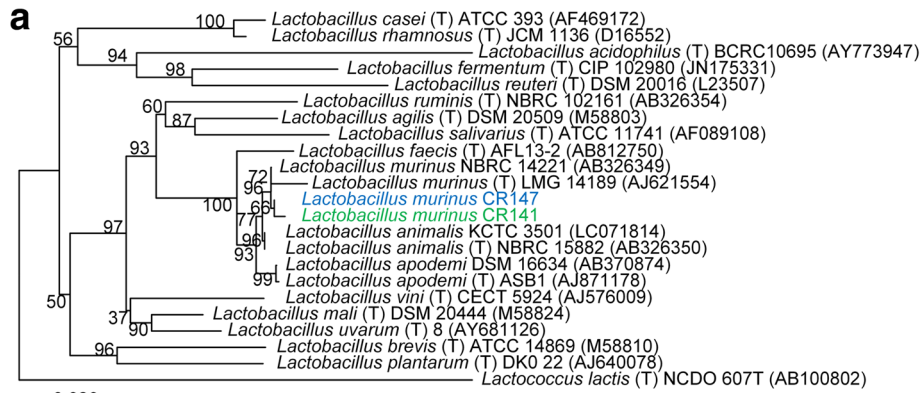 a
100 Lactobacillus casei (T) ATCC 393 (AF469172)
Lactobacillus rhamnosus (T) JCM 1136 (D16552)
56
94 Lactobacillus acidophilus (T) BCRC10695 (AY773947)
98 Lactobacillus fermentum (T) CIP 102980 (JN175331)
Lactobacillus reuteri (T) DSM 20016 (L23507)
60 Lactobacillus ruminis (T) NBRC 102161 (AB326354)
87 Lactobacillus agilis (T) DSM 20509 (M58803)
Lactobacillus salivarius (T) ATCC 11741 (AF089108)
93 Lactobacillus faecis (T) AFL13-2 (AB812750)
Lactobacillus murinus NBRC 14221 (AB326349)
72
96 Lactobacillus murinus (T) LMG 14189 (AJ621554)
100 66 Lactobacillus murinus CR147
77 Lactobacillus murinus CR141
97 Lactobacillus animalis KCTC 3501 (LC071814)
96 Lactobacillus animalis (T) NBRC 15882 (AB326350)
93 Lactobacillus apodemi DSM 16634 (AB370874)
99 Lactobacillus apodemi (T) ASB1 (AJ871178)
50 Lactobacillus vini (T) CECT 5924 (AJ576009)
37 Lactobacillus mali (T) DSM 20444 (M58824)
90 Lactobacillus uvarum (T) 8 (AY681126)
96 Lactobacillus brevis (T) ATCC 14869 (M58810)
Lactobacillus plantarum (T) DK0 22 (AJ640078)
Lactococcus lactis (T) NCDO 607T (AB100802)